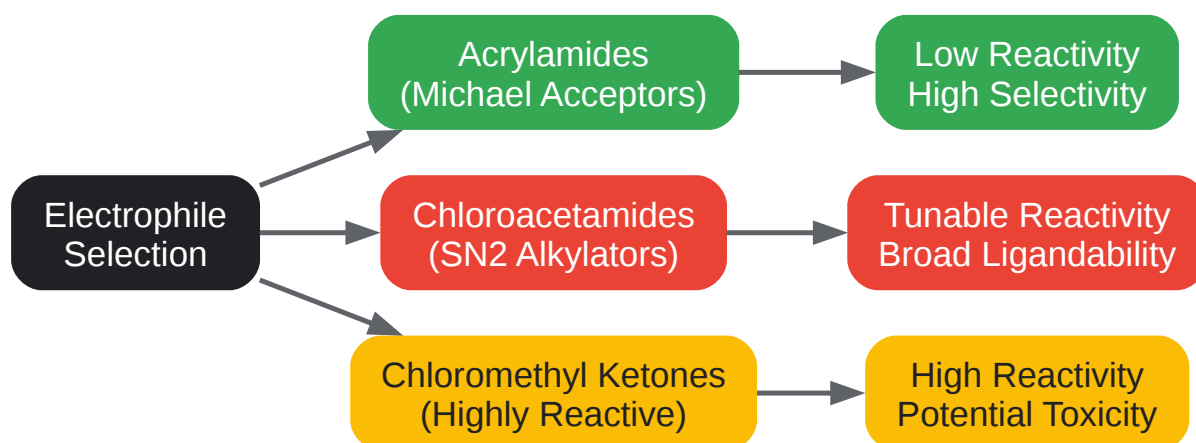 Acrylamides
(Michael Acceptors)
Low Reactivity
High Selectivity
Electrophile
Selection
Chloroacetamides
(SN2 Alkylators)
Tunable Reactivity
Broad Ligandability
Chloromethyl Ketones
(Highly Reactive)
High Reactivity
Potential Toxicity